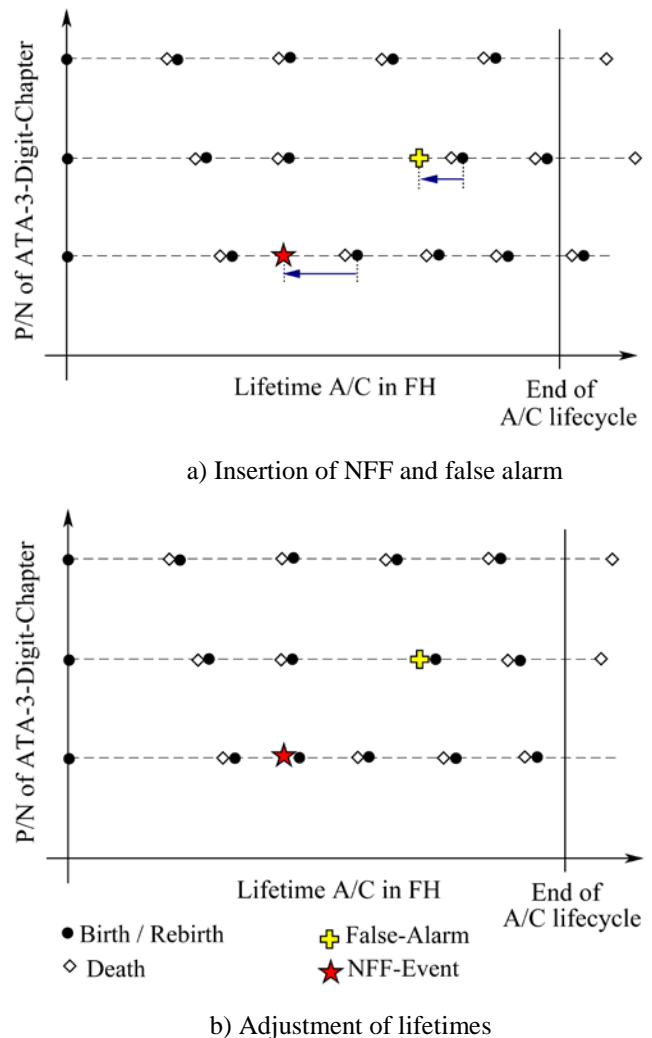 P/N of ATA-3-Digit-Chapter
Lifetime A/C in FH
End of
A/C lifecycle
a) Insertion of NFF and false alarm
P/N of ATA-3-Digit-Chapter
Lifetime A/C in FH
End of
A/C lifecycle
Birth / Rebirth
False-Alarm
Death
NFF-Event
b) Adjustment of lifetimes